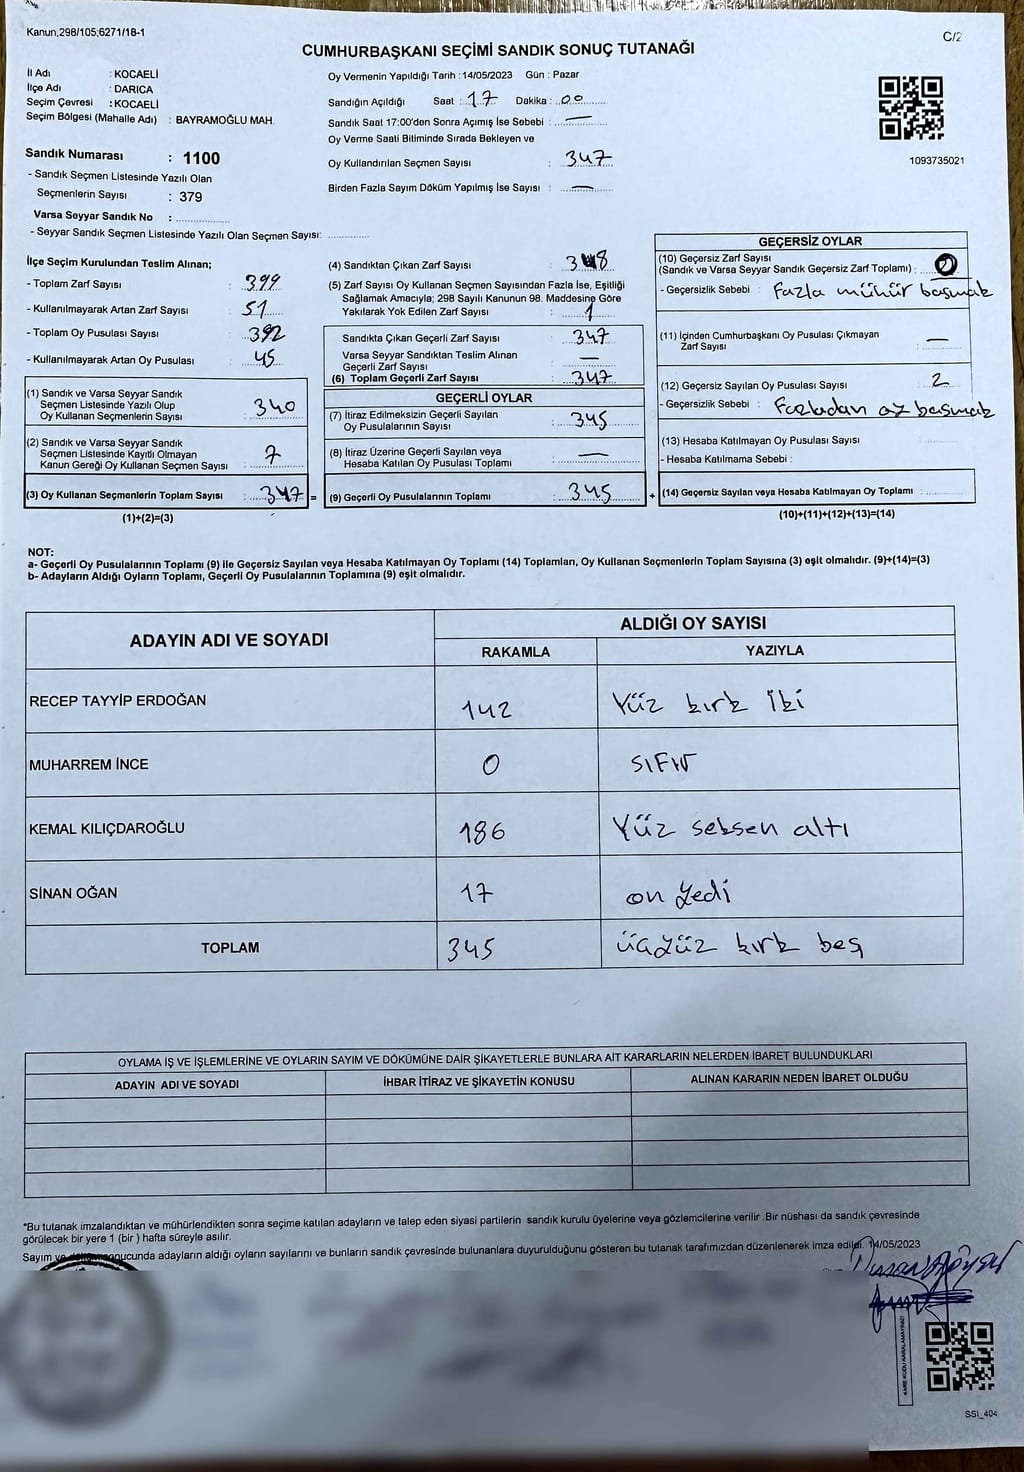 Kanun,298/105;6271/18-1
C/2
CUMHURBAŞKANI SEÇİMİ SANDIK SONUÇ TUTANAĞI
İl Adı : KOCAELİ
İlçe Adı : DARICA
Seçim Çevresi : KOCAELİ
Seçim Bölgesi (Mahalle Adı) : BAYRAMOĞLU MAH.
Sandık Numarası : 1100
- Sandık Seçmen Listesinde Yazılı Olan
Seçmenlerin Sayısı : 379
Varsa Seyyar Sandık No :
- Seyyar Sandık Seçmen Listesinde Yazılı Olan Seçmen Sayısı:
Oy Vermenin Yapıldığı Tarih : 14/05/2023 Gün : Pazar
Sandığın Açıldığı Saat : 17 Dakika : 00
Sandık Saat 17:00'den Sonra Açımış İse Sebebi : —
Oy Verme Saati Bitiminde Sırada Bekleyen ve
Oy Kullandırılan Seçmen Sayısı : 347
Birden Fazla Sayım Döküm Yapılmış İse Sayısı : —
1093735021
İlçe Seçim Kurulundan Teslim Alınan;
- Toplam Zarf Sayısı : 399
- Kullanılmayarak Artan Zarf Sayısı : 51
- Toplam Oy Pusulası Sayısı : 392
- Kullanılmayarak Artan Oy Pusulası : 45
(1) Sandık ve Varsa Seyyar Sandık
Seçmen Listesinde Yazılı Olup
Oy Kullanan Seçmenlerin Sayısı : 340
(2) Sandık ve Varsa Seyyar Sandık
Seçmen Listesinde Kayıtlı Olmayan
Kanun Gereği Oy Kullanan Seçmen Sayısı : 7
(3) Oy Kullanan Seçmenlerin Toplam Sayısı : 347 =
(1)+(2)=(3)
(4) Sandıktan Çıkan Zarf Sayısı : 348
(5) Zarf Sayısı Oy Kullanan Seçmen Sayısından Fazla İse, Eşitliği
Sağlamak Amacıyla; 298 Sayılı Kanunun 98. Maddesine Göre
Yakılarak Yok Edilen Zarf Sayısı : 1
Sandıkta Çıkan Geçerli Zarf Sayısı : 347
Varsa Seyyar Sandıktan Teslim Alınan
Geçerli Zarf Sayısı : —
(6) Toplam Geçerli Zarf Sayısı : 347
GEÇERLİ OYLAR
(7) İtiraz Edilmeksizin Geçerli Sayılan
Oy Pusulalarının Sayısı : 345
(8) İtiraz Üzerine Geçerli Sayılan veya
Hesaba Katılan Oy Pusulası Toplamı : —
(9) Geçerli Oy Pusulalarının Toplamı : 345 +
GEÇERSİZ OYLAR
(10) Geçersiz Zarf Sayısı
(Sandık ve Varsa Seyyar Sandık Geçersiz Zarf Toplamı) :
- Geçersizlik Sebebi : Fazla mühür basmak
(11) İçinden Cumhurbaşkanı Oy Pusulası Çıkmayan
Zarf Sayısı : —
(12) Geçersiz Sayılan Oy Pusulası Sayısı : 2
- Geçersizlik Sebebi : Fazladan oy basmak
(13) Hesaba Katılmayan Oy Pusulası Sayısı :
- Hesaba Katılmama Sebebi :
(14) Geçersiz Sayılan veya Hesaba Katılmayan Oy Toplamı :
(10)+(11)+(12)+(13)=(14)
NOT:
a- Geçerli Oy Pusulalarının Toplamı (9) ile Geçersiz Sayılan veya Hesaba Katılmayan Oy Toplamı (14) Toplamları, Oy Kullanan Seçmenlerin Toplam Sayısına (3) eşit olmalıdır. (9)+(14)=(3)
b- Adayların Aldığı Oyların Toplamı, Geçerli Oy Pusulalarının Toplamına (9) eşit olmalıdır.
ADAYIN ADI VE SOYADI
ALDIĞI OY SAYISI
RAKAMLA YAZIYLA
RECEP TAYYİP ERDOĞAN 142 Yüz kırk İki
MUHARREM İNCE 0 SIFIR
KEMAL KILIÇDAROĞLU 186 Yüz seksen altı
SİNAN OĞAN 17 on yedi
TOPLAM 345 üçyüz kırk beş
OYLAMA İŞ VE İŞLEMLERİNE VE OYLARIN SAYIM VE DÖKÜMÜNE DAİR ŞİKAYETLERLE BUNLARA AİT KARARLARIN NELERDEN İBARET BULUNDUKLARI
ADAYIN ADI VE SOYADI İHBAR İTİRAZ VE ŞİKAYETİN KONUSU ALINAN KARARIN NEDEN İBARET OLDUĞU
*Bu tutanak imzalandıktan ve mühürlendikten sonra seçime katılan adayların ve talep eden siyasi partilerin sandık kurulu üyelerine veya gözlemcilerine verilir .Bir nüshası da sandık çevresinde
görülecek bir yere 1 (bir ) hafta süreyle asılır.
Sayım ve sonucunda adayların aldığı oyların sayılarını ve bunların sandık çevresinde bulunanlara duyurulduğunu gösteren bu tutanak tarafımızdan düzenlenerek imza edildi. 14/05/2023
KARE KODU KARALAMAYINIZ!
SSI_404